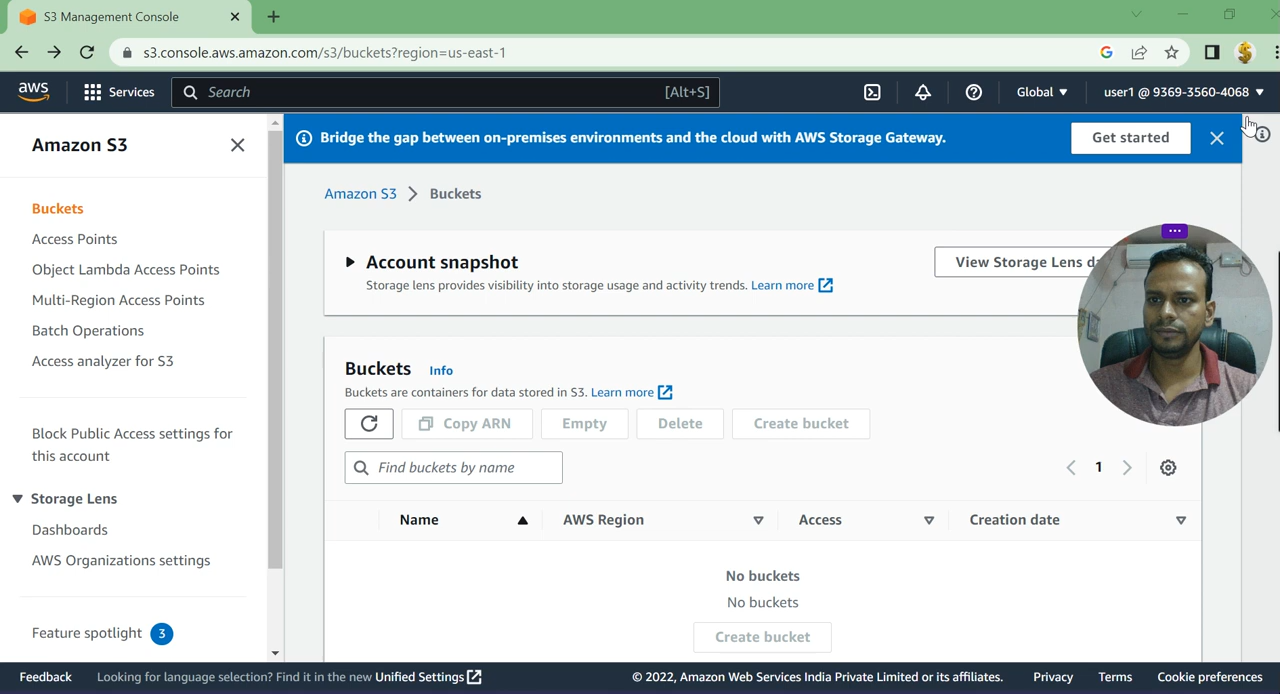 S3 Management Console
s3.console.aws.amazon.com/s3/buckets?region=us-east-1
aws
Services
Search
[Alt+S]
Global
user1 @ 9369-3560-4068
Amazon S3
Buckets
Access Points
Object Lambda Access Points
Multi-Region Access Points
Batch Operations
Access analyzer for S3
Block Public Access settings for
this account
Storage Lens
Dashboards
AWS Organizations settings
Feature spotlight 3
Bridge the gap between on-premises environments and the cloud with AWS Storage Gateway.
Get started
Amazon S3 > Buckets
Account snapshot
Storage lens provides visibility into storage usage and activity trends. Learn more
View Storage Lens
Buckets Info
Buckets are containers for data stored in S3. Learn more
Copy ARN
Empty
Delete
Create bucket
Find buckets by name
1
Name
AWS Region
Access
Creation date
No buckets
No buckets
Create bucket
Feedback
Looking for language selection? Find it in the new Unified Settings
© 2022, Amazon Web Services India Private Limited or its affiliates.
Privacy
Terms
Cookie preferences